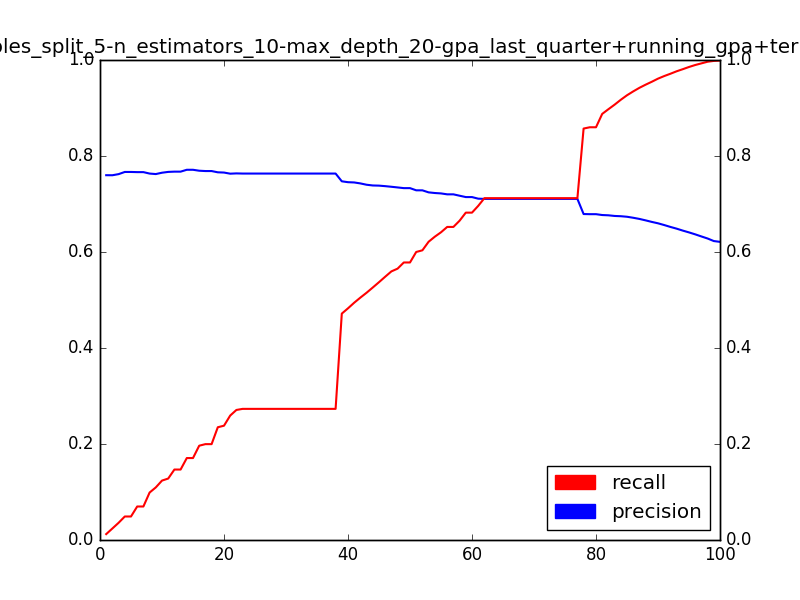 ples_split_5-n_estimators_10-max_depth_20-gpa_last_quarter+running_gpa+ter
1.0 1.0
0.8 0.8
0.6 0.6
0.4 0.4
0.2 0.2
recall
precision
0.0 0.0
0 20 40 60 80 100